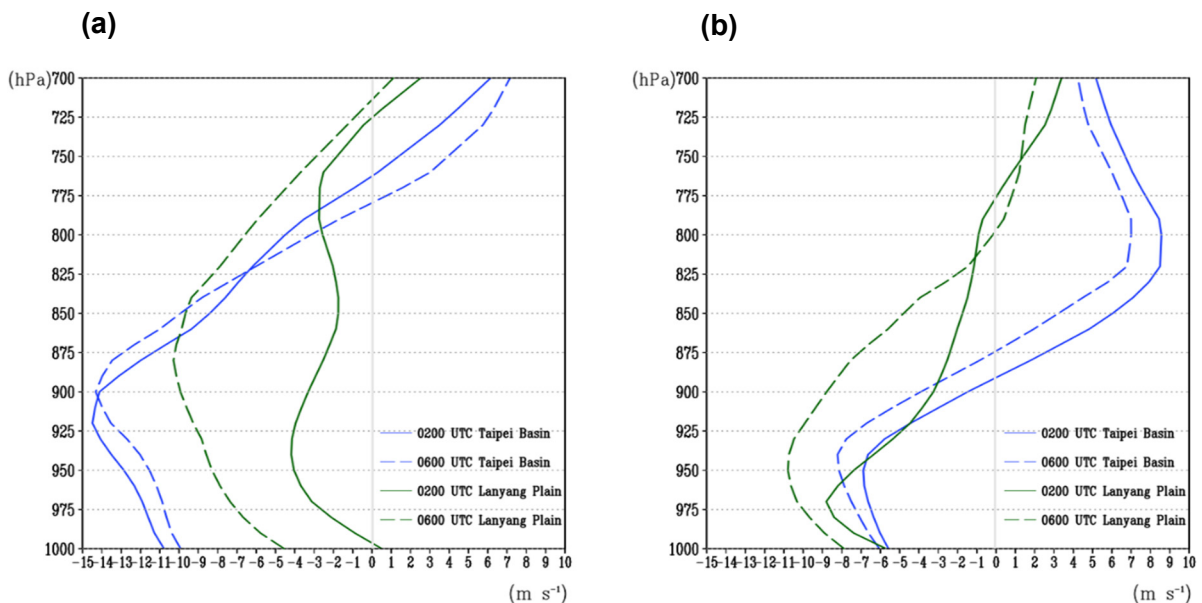 (a)
(b)
(hPa)
700
725
750
775
800
825
850
875
900
925
950
975
1000
0200 UTC Taipei Basin
0600 UTC Taipei Basin
0200 UTC Lanyang Plain
0600 UTC Lanyang Plain
-15-14-13-12-11-10 -9 -8 -7 -6 -5 -4 -3 -2 -1 0 1 2 3 4 5 6 7 8 9 10
(m s⁻¹)
(hPa)
700
725
750
775
800
825
850
875
900
925
950
975
1000
0200 UTC Taipei Basin
0600 UTC Taipei Basin
0200 UTC Lanyang Plain
0600 UTC Lanyang Plain
-15-14-13-12-11-10 -9 -8 -7 -6 -5 -4 -3 -2 -1 0 1 2 3 4 5 6 7 8 9 10
(m s⁻¹)